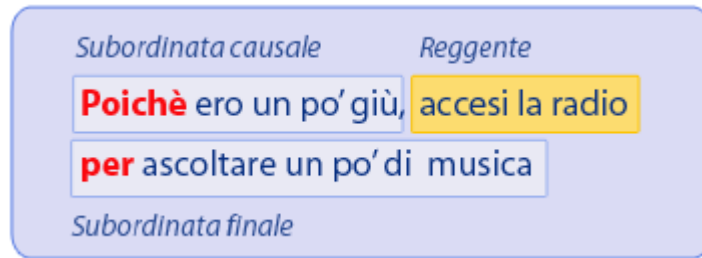 Subordinata causale Reggente
Poichè ero un po’ giù, accesi la radio
per ascoltare un po’ di musica
Subordinata finale